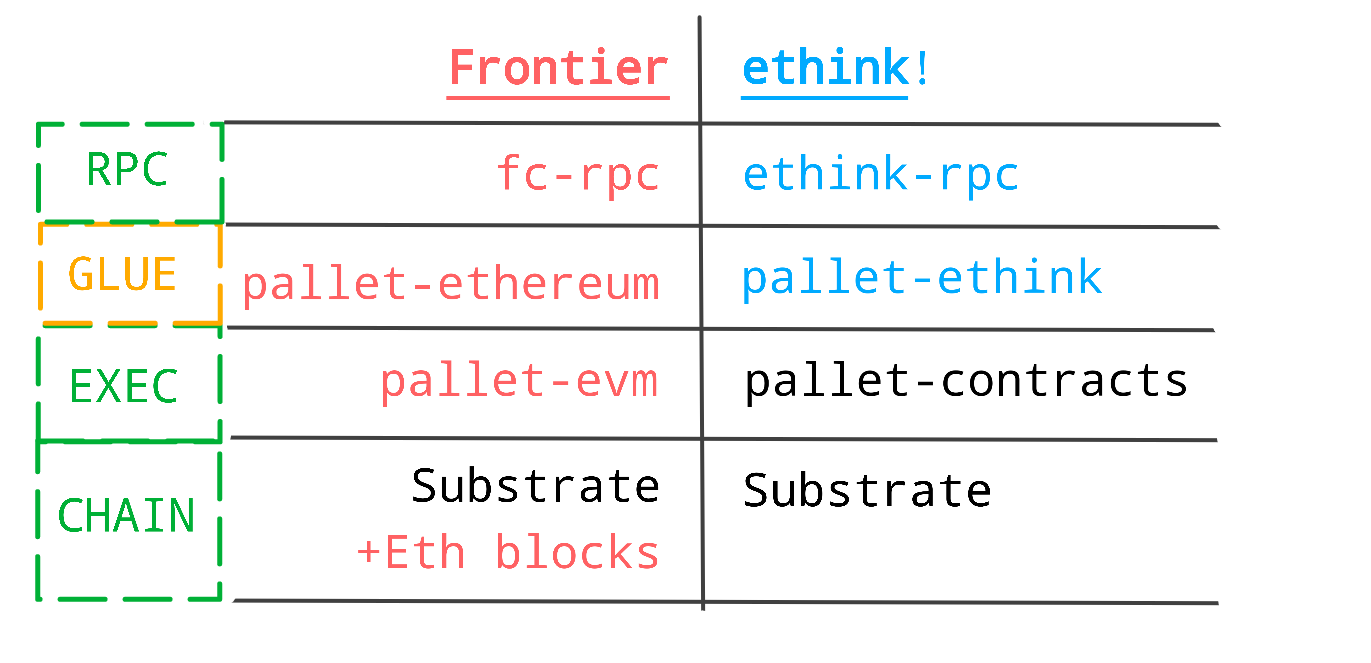 Frontier ethink!
RPC fc-rpc ethink-rpc
GLUE pallet-ethereum pallet-ethink
EXEC pallet-evm pallet-contracts
CHAIN Substrate Substrate
+Eth blocks